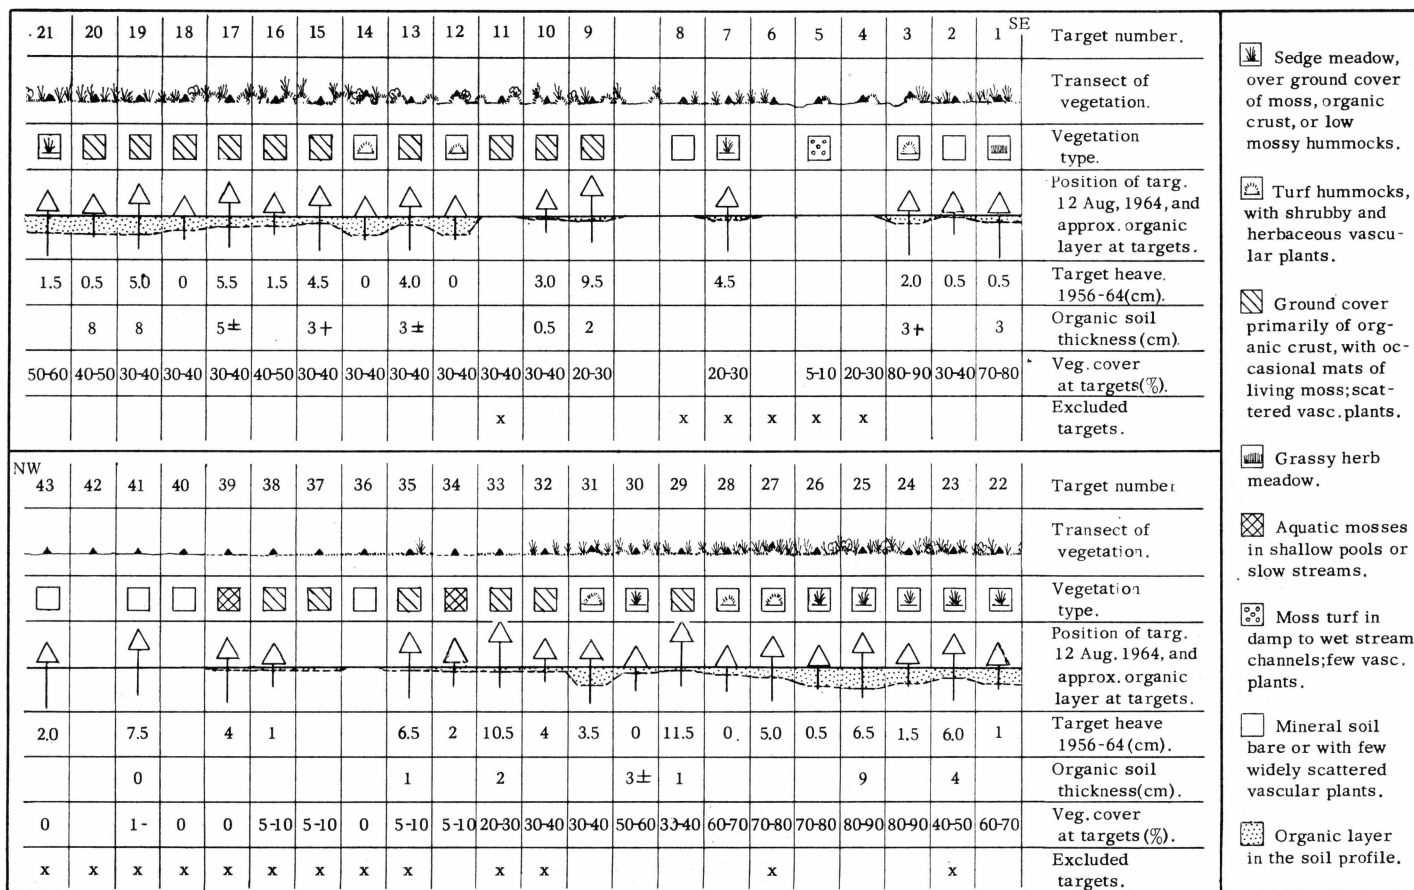 21 20 19 18 17 16 15 14 13 12 11 10 9 8 7 6 5 4 3 2 1 SE Target number.
Transect of
vegetation.
Vegetation
type.
Position of targ.
12 Aug, 1964, and
approx. organic
layer at targets.
1.5 0.5 5.0 0 5.5 1.5 4.5 0 4.0 0 3.0 9.5 4.5 2.0 0.5 0.5 Target heave.
1956-64(cm).
8 8 5± 3+ 3± 0.5 2 3+ 3 Organic soil
thickness (cm).
50-60 40-50 30-40 30-40 30-40 40-50 30-40 30-40 30-40 30-40 30-40 30-40 20-30 20-30 5-10 20-30 80-90 30-40 70-80 Veg. cover
at targets(%).
x x x x x x Excluded
targets.
NW
43 42 41 40 39 38 37 36 35 34 33 32 31 30 29 28 27 26 25 24 23 22 Target number
Transect of
vegetation.
Vegetation
type.
Position of targ.
12 Aug. 1964, and
approx. organic
layer at targets.
2.0 7.5 4 1 6.5 2 10.5 4 3.5 0 11.5 0. 5.0 0.5 6.5 1.5 6.0 1 Target heave
1956-64 (cm).
0 1 2 3± 1 9 4 Organic soil
thickness(cm).
0 1- 0 0 5-10 5-10 0 5-10 5-10 20-30 30-40 30-40 50-60 33-40 60-70 70-80 70-80 80-90 80-90 40-50 60-70 Veg. cover
at targets (%).
x x x x x x x x x x x x Excluded
targets.
Sedge meadow,
over ground cover
of moss, organic
crust, or low
mossy hummocks.
Turf hummocks,
with shrubby and
herbaceous vascu-
lar plants.
Ground cover
primarily of org-
anic crust, with oc-
casional mats of
living moss; scat-
tered vasc. plants.
Grassy herb
meadow.
Aquatic mosses
in shallow pools or
slow streams.
Moss turf in
damp to wet stream
channels; few vasc.
plants.
Mineral soil
bare or with few
widely scattered
vascular plants.
Organic layer
in the soil profile.